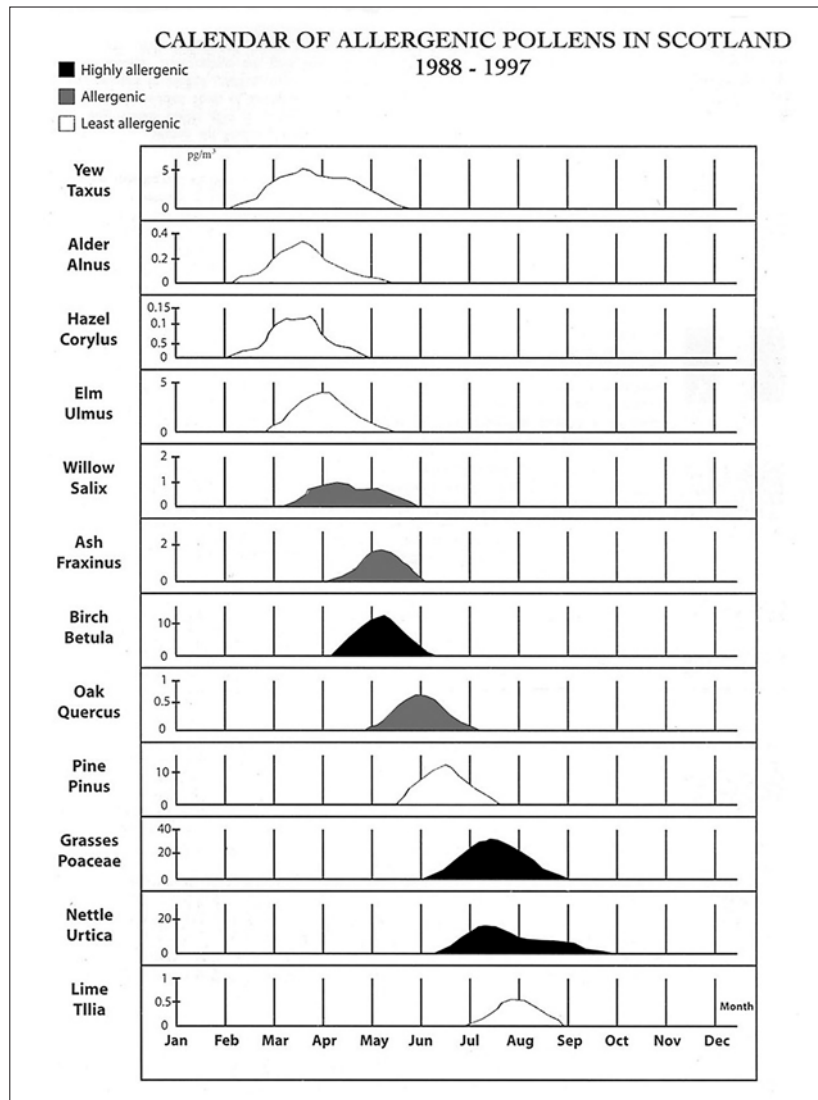 CALENDAR OF ALLERGENIC POLLENS IN SCOTLAND
1988 - 1997
Highly allergenic
Allergenic
Least allergenic
pg/m³
Yew
Taxus
5
0
Alder
Alnus
0.4
0.2
0
Hazel
Corylus
0.15
0.1
0.5
0
Elm
Ulmus
5
0
Willow
Salix
2
1
0
Ash
Fraxinus
2
0
Birch
Betula
10
0
Oak
Quercus
1
0.5
0
Pine
Pinus
10
0
Grasses
Poaceae
40
20
0
Nettle
Urtica
20
0
Lime
Tllia
1
0.5
0
Month
Jan Feb Mar Apr May Jun Jul Aug Sep Oct Nov Dec